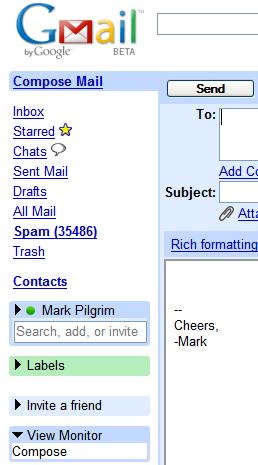 Gmail™
by Google BETA
Compose Mail
Send
Inbox
To:
Starred
Chats
Sent Mail
Add Co
Drafts
Subject:
All Mail
Atta
Spam (35486)
Trash
Rich formatting
Contacts
Mark Pilgrim
Search, add, or invite
--
Cheers,
-Mark
Labels
Invite a friend
View Monitor
Compose